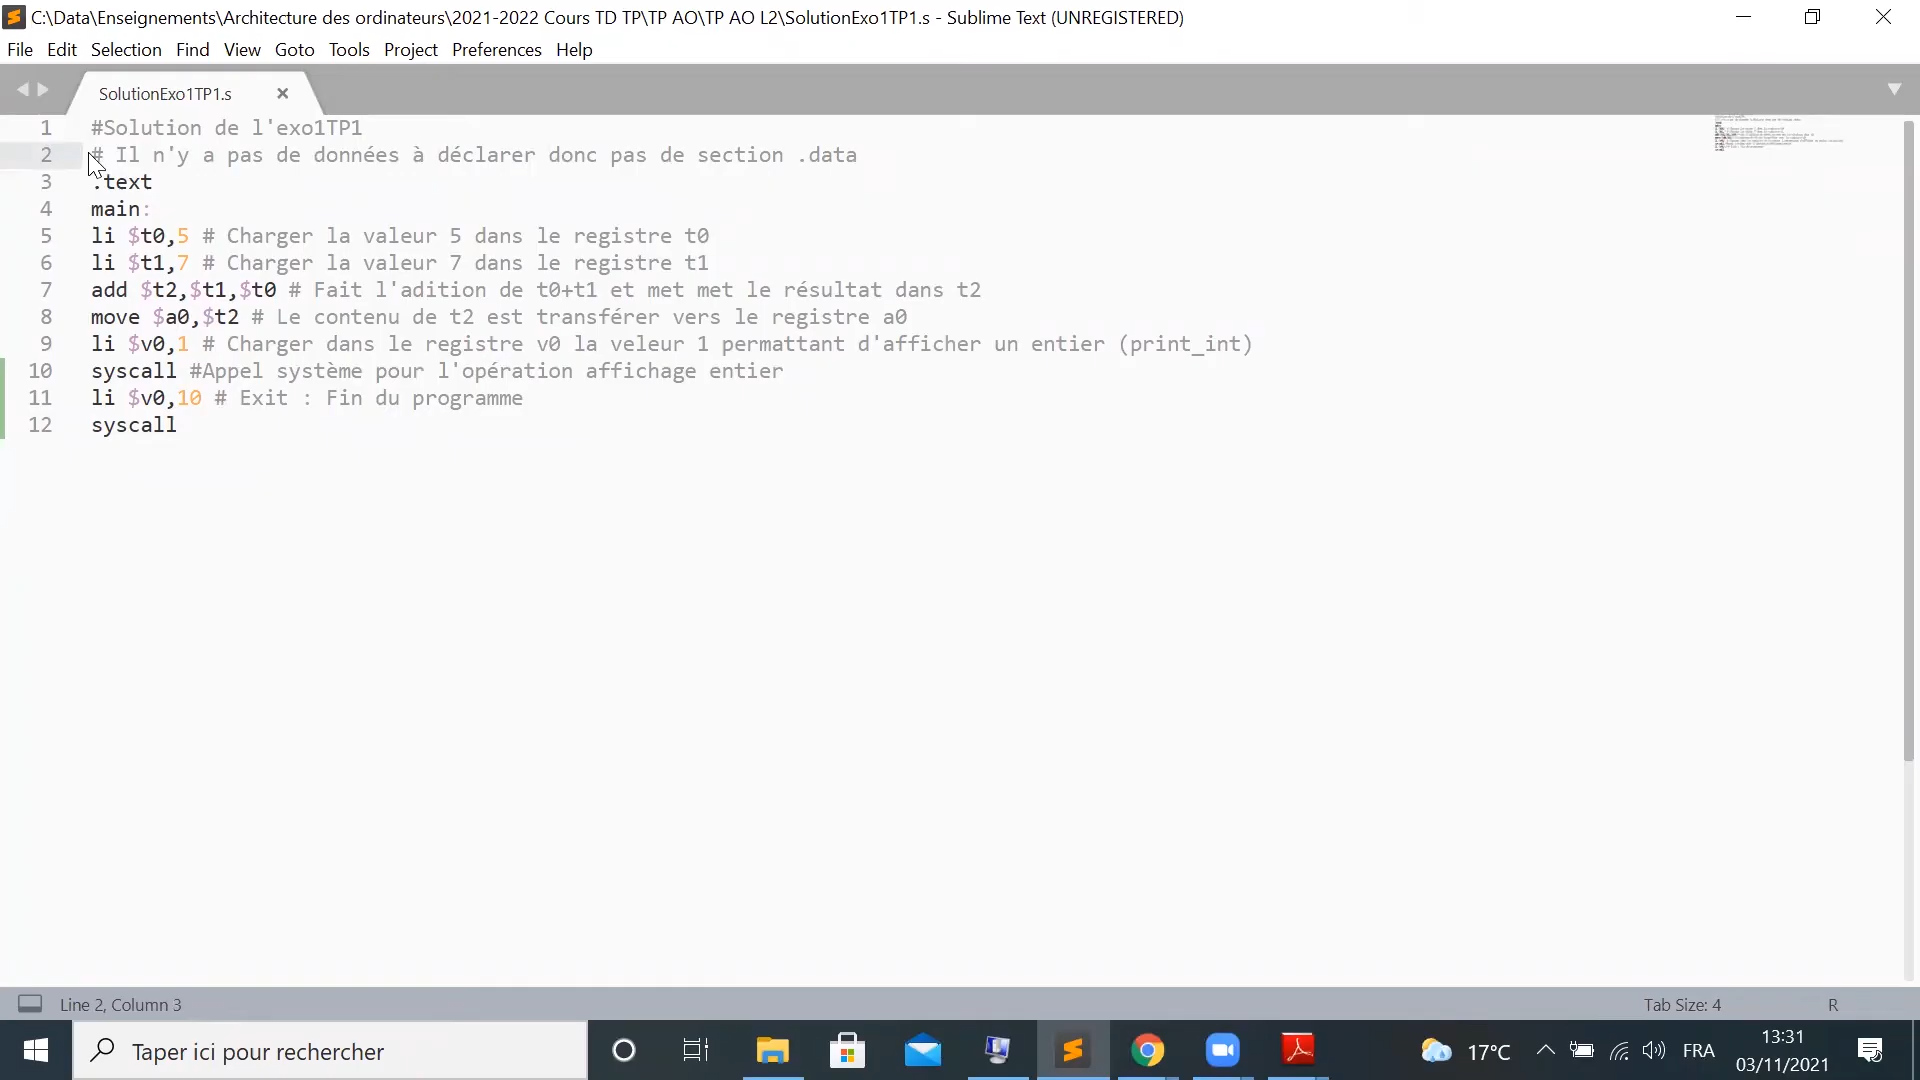 C:\Data\Enseignements\Architecture des ordinateurs\2021-2022 Cours TD TP\TP AO\TP AO L2\SolutionExo1TP1.s - Sublime Text (UNREGISTERED)
File Edit Selection Find View Goto Tools Project Preferences Help
SolutionExo1TP1.s
1 #Solution de l'exo1TP1
2 # Il n'y a pas de données à déclarer donc pas de section .data
3 .text
4 main:
5 li $t0,5 # Charger la valeur 5 dans le registre t0
6 li $t1,7 # Charger la valeur 7 dans le registre t1
7 add $t2,$t1,$t0 # Fait l'adition de t0+t1 et met met le résultat dans t2
8 move $a0,$t2 # Le contenu de t2 est transférer vers le registre a0
9 li $v0,1 # Charger dans le registre v0 la veleur 1 permattant d'afficher un entier (print_int)
10 syscall #Appel système pour l'opération affichage entier
11 li $v0,10 # Exit : Fin du programme
12 syscall
Line 2, Column 3 Tab Size: 4 R
Taper ici pour rechercher 17°C FRA 13:31
03/11/2021